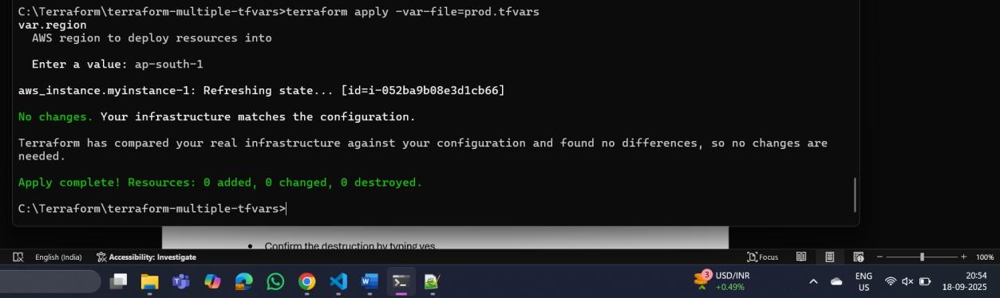 C:\Terraform\terraform-multiple-tfvars>terraform apply -var-file=prod.tfvars
var.region
AWS region to deploy resources into
Enter a value: ap-south-1
aws_instance.myinstance-1: Refreshing state... [id=i-052ba9b08e3d1cb66]
No changes. Your infrastructure matches the configuration.
Terraform has compared your real infrastructure against your configuration and found no differences, so no changes are
needed.
Apply complete! Resources: 0 added, 0 changed, 0 destroyed.
C:\Terraform\terraform-multiple-tfvars>
• Confirm the destruction by typing yes
English (India) Accessibility: Investigate Focus 100%
3 USD/INR ENG 20:54
+0.49% US 18-09-2025